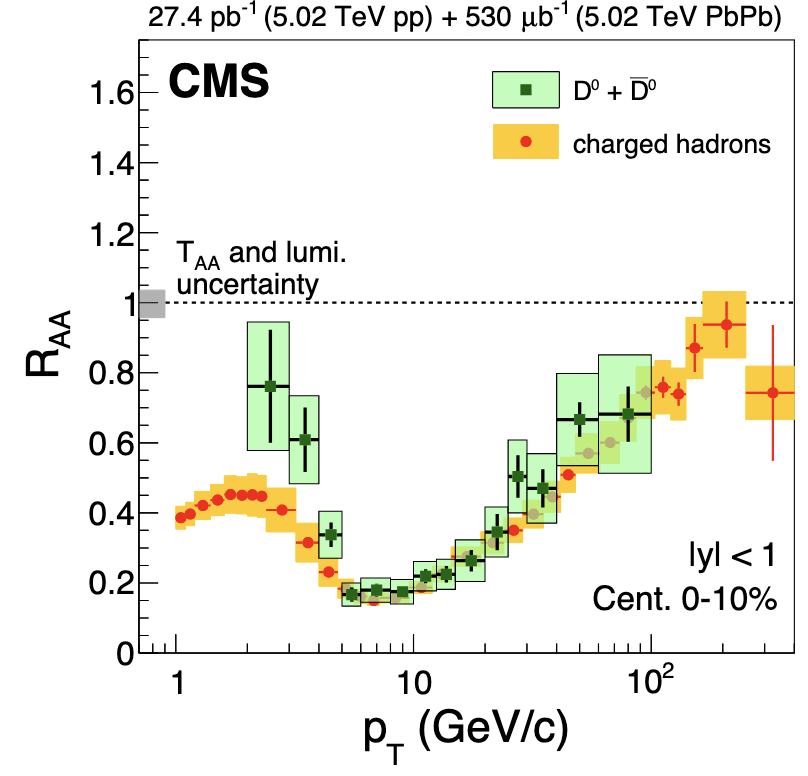 27.4 pb⁻¹ (5.02 TeV pp) + 530 μb⁻¹ (5.02 TeV PbPb)
CMS
D⁰ + D̅⁰
charged hadrons
T_AA and lumi.
uncertainty
|y| < 1
Cent. 0-10%
R_AA
1.6
1.4
1.2
1
0.8
0.6
0.4
0.2
0
1
10
10²
p_T (GeV/c)